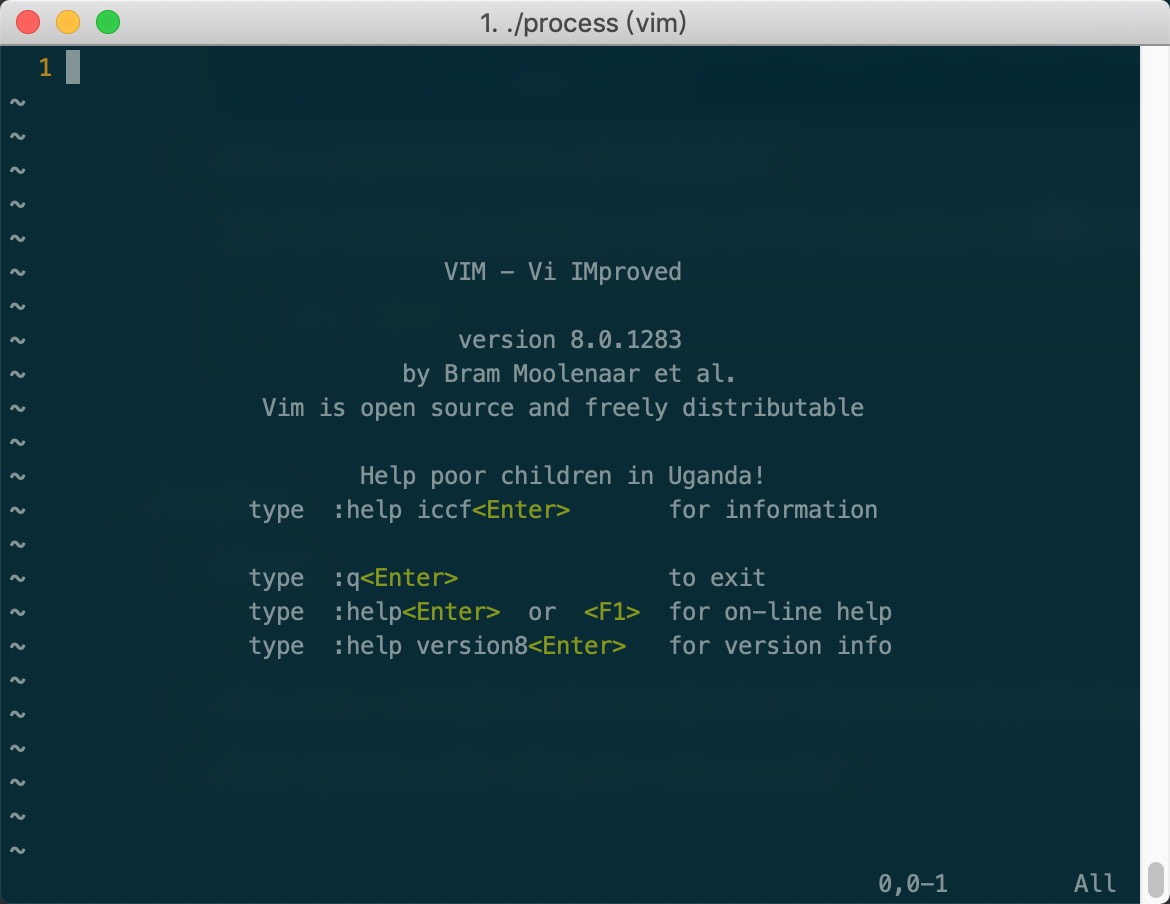 1. ./process (vim)
1
~
~
~
~
~
~ VIM – Vi IMproved
~
~ version 8.0.1283
~ by Bram Moolenaar et al.
~ Vim is open source and freely distributable
~
~ Help poor children in Uganda!
~ type :help iccf<Enter> for information
~
~ type :q<Enter> to exit
~ type :help<Enter> or <F1> for on–line help
~ type :help version8<Enter> for version info
~
~
~
~
~
~
0,0–1 All